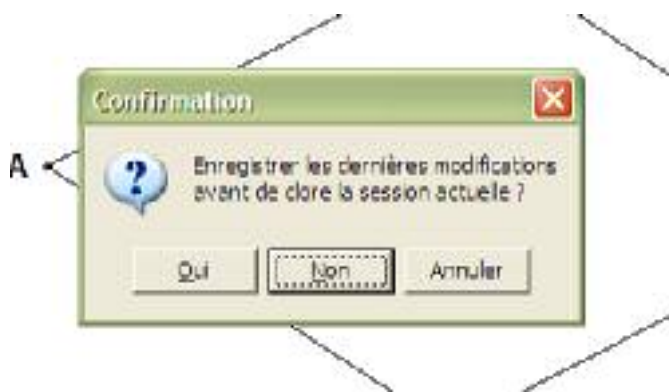 Confirmation
A
Enregistrer les dernières modifications
avant de clore la session actuelle ?
Oui Non Annuler